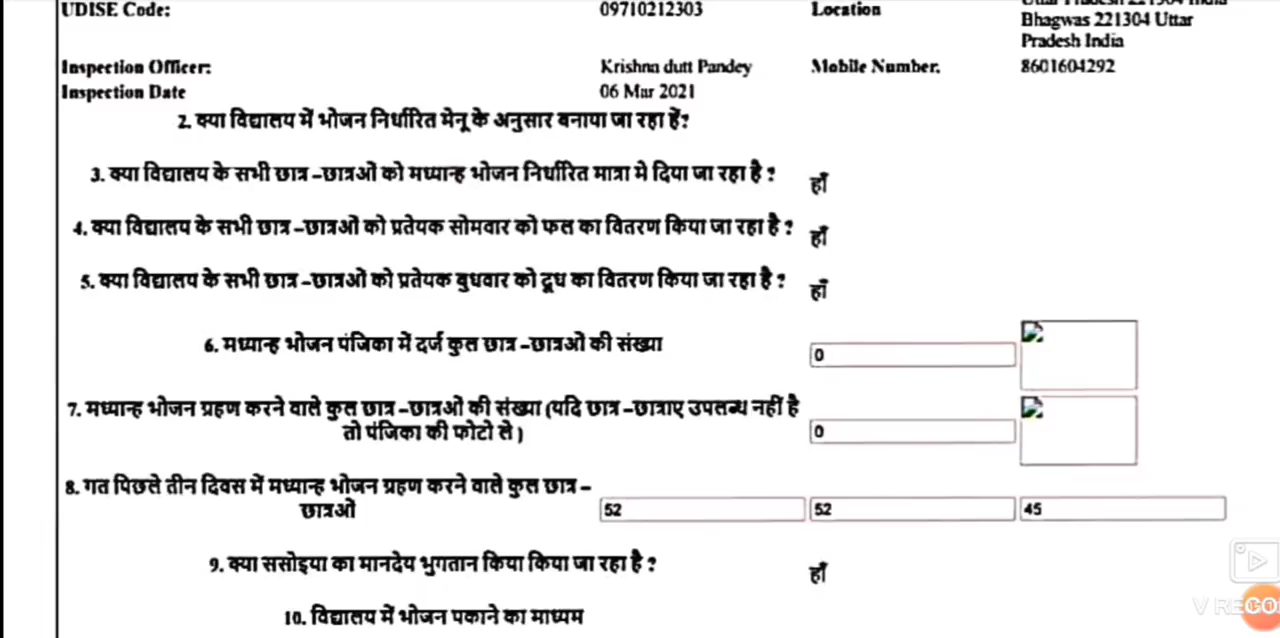 UDISE Code:
09710212303
Location
Bhagwas 221304 Uttar
Pradesh India
Inspection Officer:
Krishna dutt Pandey
Mobile Number.
8601604292
Inspection Date
06 Mar 2021
2. क्या विद्यालय में भोजन निर्धारित मेनू के अनुसार बनाया जा रहा हें?
3. क्या विद्यालय के सभी छात्र -छात्रओं को मध्यान्ह भोजन निर्धारित मात्रा मे दिया जा रहा है ?
हाँ
4. क्या विद्यालय के सभी छात्र -छात्रओं को प्रतेयक सोमवार को फल का वितरण किया जा रहा है ?
हाँ
5. क्या विद्यालय के सभी छात्र -छात्रओं को प्रतेयक बुधवार को दूध का वितरण किया जा रहा है ?
हाँ
6. मध्यान्ह भोजन पंजिका में दर्ज कुल छात्र -छात्रओं की संख्या
0
7. मध्यान्ह भोजन ग्रहण करने वाले कुल छात्र -छात्रओं की संख्या (यदि छात्र -छात्राए उपलब्ध नहीं है
तो पंजिका की फोटो ले )
0
8. गत पिछले तीन दिवस में मध्यान्ह भोजन ग्रहण करने वाले कुल छात्र -
छात्रओं
52
52
45
9. क्या ससोइया का मानदेय भुगतान किया किया जा रहा है ?
हाँ
10. विद्यालय में भोजन पकाने का माध्यम